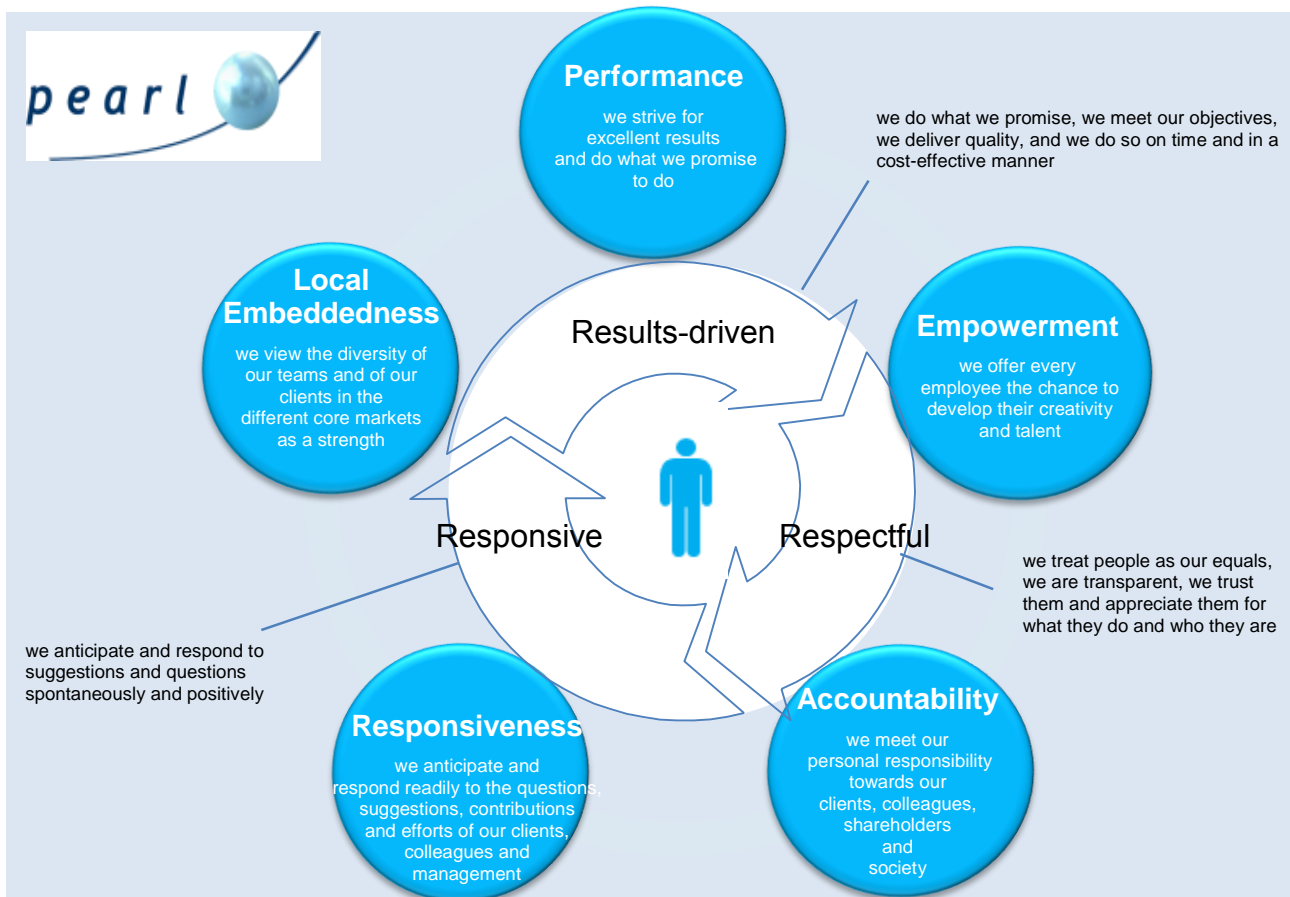 pearl
Performance
we strive for
excellent results
and do what we promise
to do
we do what we promise, we meet our objectives,
we deliver quality, and we do so on time and in a
cost-effective manner
Local
Embeddedness
we view the diversity of
our teams and of our
clients in the
different core markets
as a strength
Results-driven
Empowerment
we offer every
employee the chance to
develop their creativity
and talent
Responsive
Respectful
we treat people as our equals,
we are transparent, we trust
them and appreciate them for
what they do and who they are
we anticipate and respond to
suggestions and questions
spontaneously and positively
Responsiveness
we anticipate and
respond readily to the questions,
suggestions, contributions
and efforts of our clients,
colleagues and
management
Accountability
we meet our
personal responsibility
towards our
clients, colleagues,
shareholders
and
society